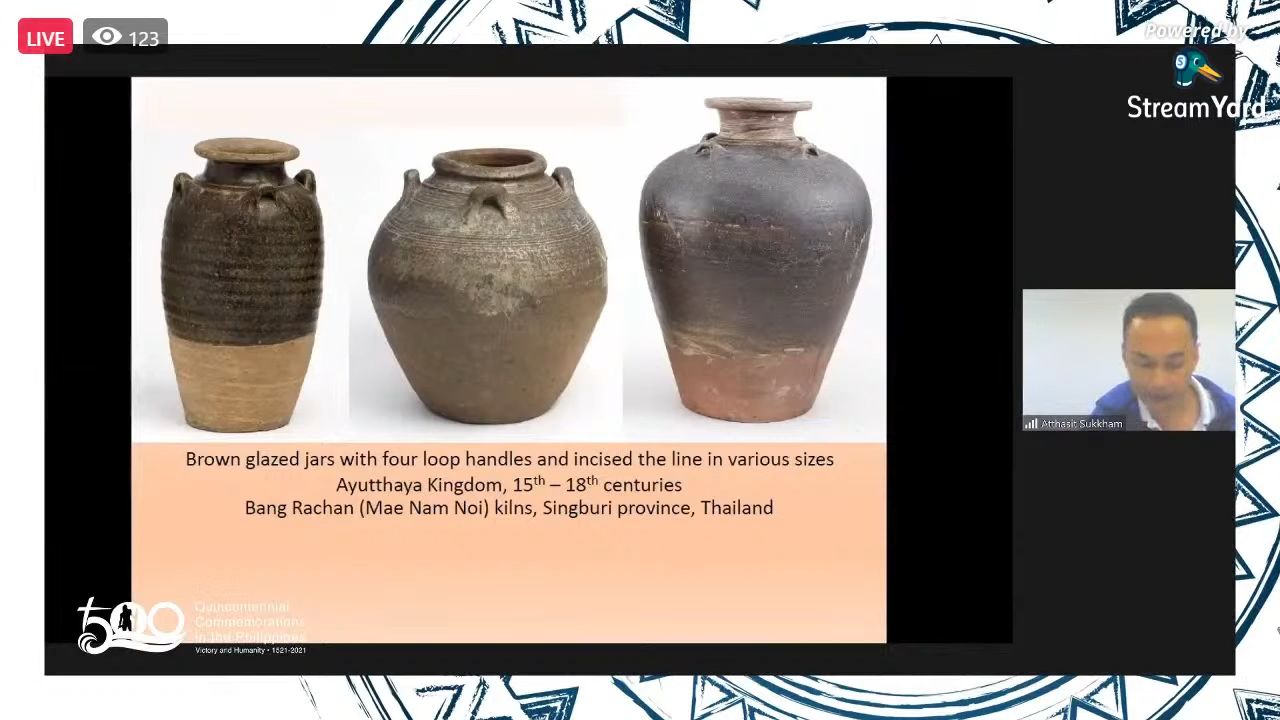 LIVE
123
Powered by
StreamYard
Brown glazed jars with four loop handles and incised the line in various sizes
Ayutthaya Kingdom, 15th – 18th centuries
Bang Rachan (Mae Nam Noi) kilns, Singburi province, Thailand
Atthasit Sukkham
500
Quincentennial
Commemorations
in the Philippines
Victory and Humanity • 1521-2021